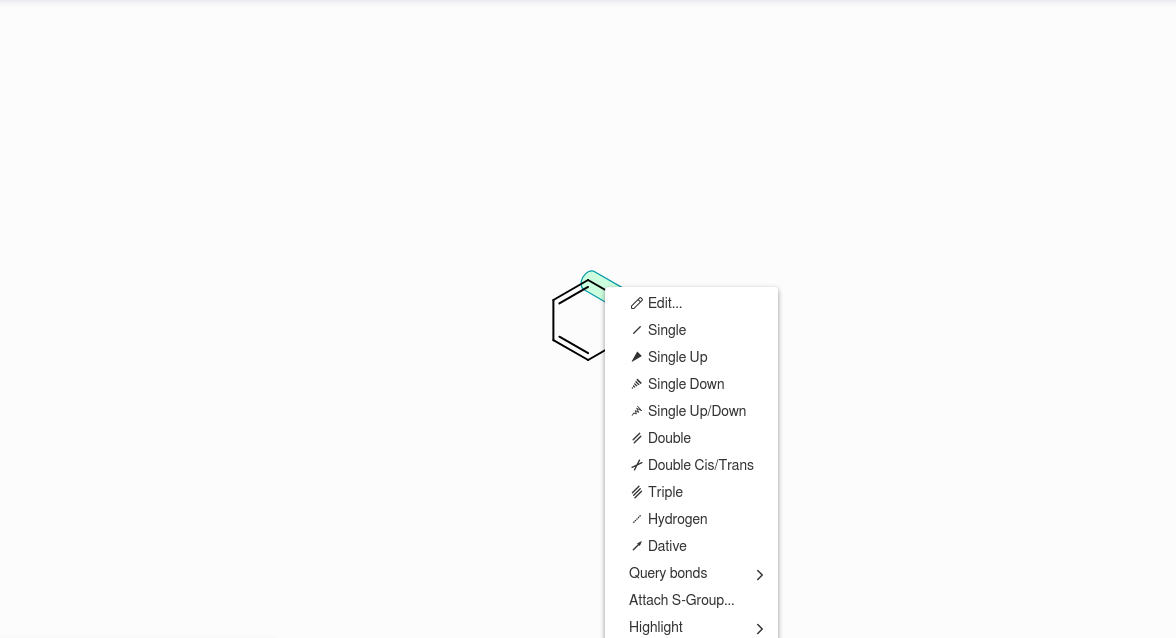 Edit...
Single
Single Up
Single Down
Single Up/Down
Double
Double Cis/Trans
Triple
Hydrogen
Dative
Query bonds
Attach S-Group...
Highlight